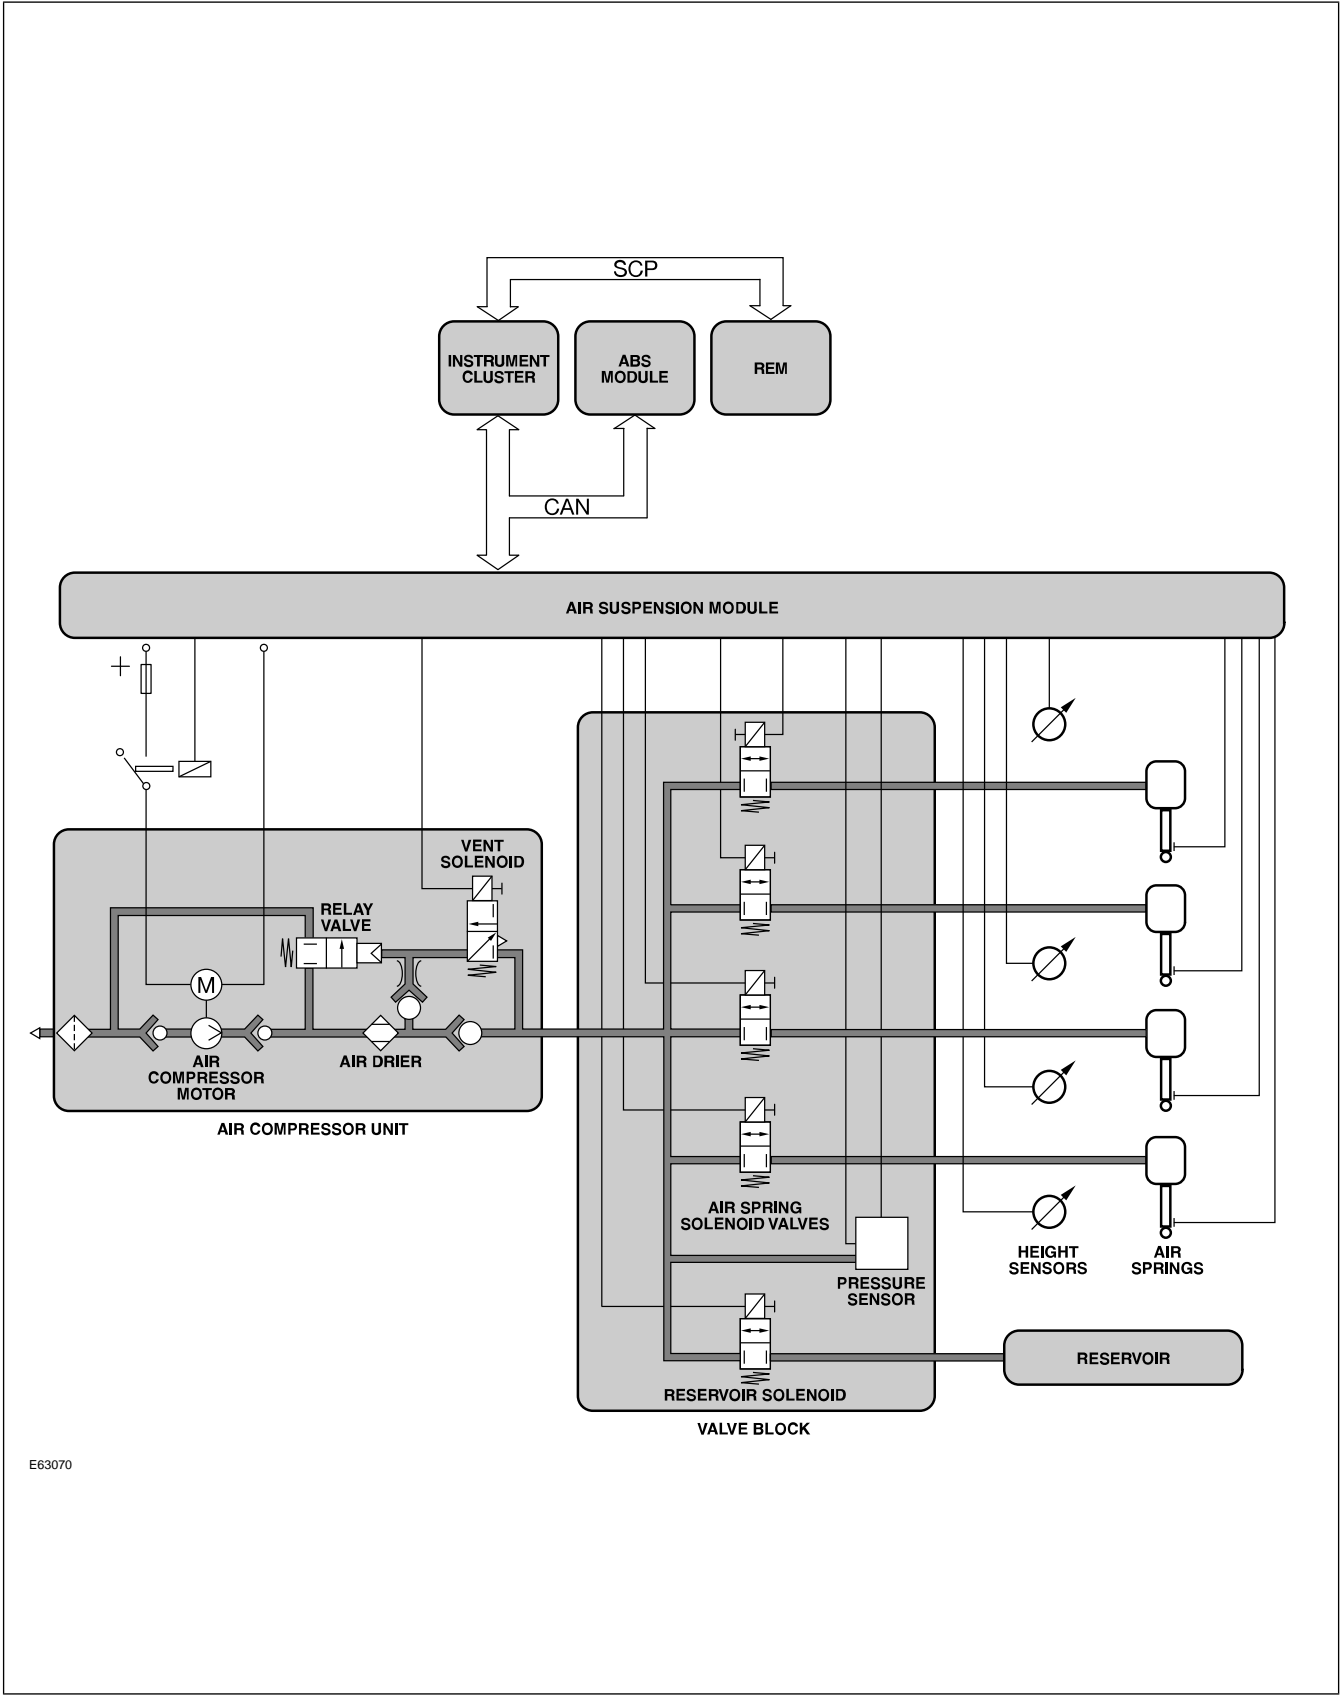 SCP
INSTRUMENT
CLUSTER
ABS
MODULE
REM
CAN
AIR SUSPENSION MODULE
VENT
SOLENOID
RELAY
VALVE
M
AIR
COMPRESSOR
MOTOR
AIR DRIER
AIR COMPRESSOR UNIT
AIR SPRING
SOLENOID VALVES
PRESSURE
SENSOR
HEIGHT
SENSORS
AIR
SPRINGS
RESERVOIR
RESERVOIR SOLENOID
VALVE BLOCK
E63070